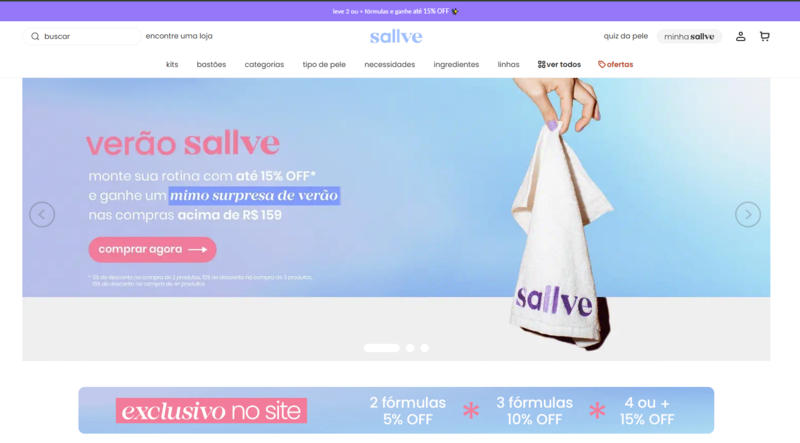 leve 2 ou + fórmulas e ganhe até 15% OFF
buscar
encontre uma loja
sallve
quiz da pele
minha sallve
kits
bastões
categorias
tipo de pele
necessidades
ingredientes
linhas
ver todos
ofertas
verão sallve
monte sua rotina com até 15% OFF*
e ganhe um mimo surpresa de verão
nas compras acima de R$ 159
comprar agora
* 5% de desconto na compra de 2 produtos, 10% de desconto na compra de 3 produtos,
15% de desconto na compra de 4+ produtos
sallve
exclusivo no site
2 fórmulas
5% OFF
*
3 fórmulas
10% OFF
*
4 ou +
15% OFF